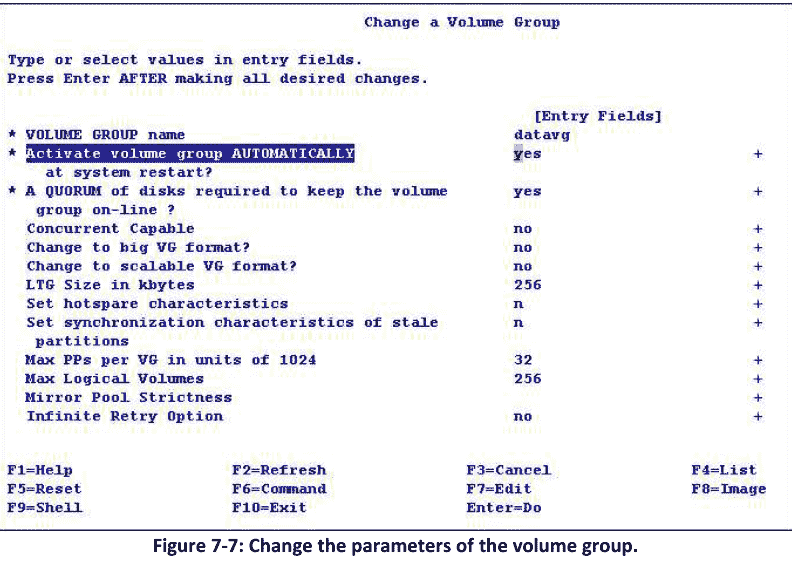 Change a Volume Group
Type or select values in entry fields.
Press Enter AFTER making all desired changes.
[Entry Fields]
* VOLUME GROUP name datavg
* Activate volume group AUTOMATICALLY yes +
at system restart?
* A QUORUM of disks required to keep the volume yes +
group on-line ?
Concurrent Capable no +
Change to big VG format? no +
Change to scalable VG format? no +
LTG Size in kbytes 256 +
Set hotspare characteristics n +
Set synchronization characteristics of stale n +
partitions
Max PPs per VG in units of 1024 32 +
Max Logical Volumes 256 +
Mirror Pool Strictness +
Infinite Retry Option no +
F1=Help F2=Refresh F3=Cancel F4=List
F5=Reset F6=Command F7=Edit F8=Image
F9=Shell F10=Exit Enter=Do
Figure 7-7: Change the parameters of the volume group.